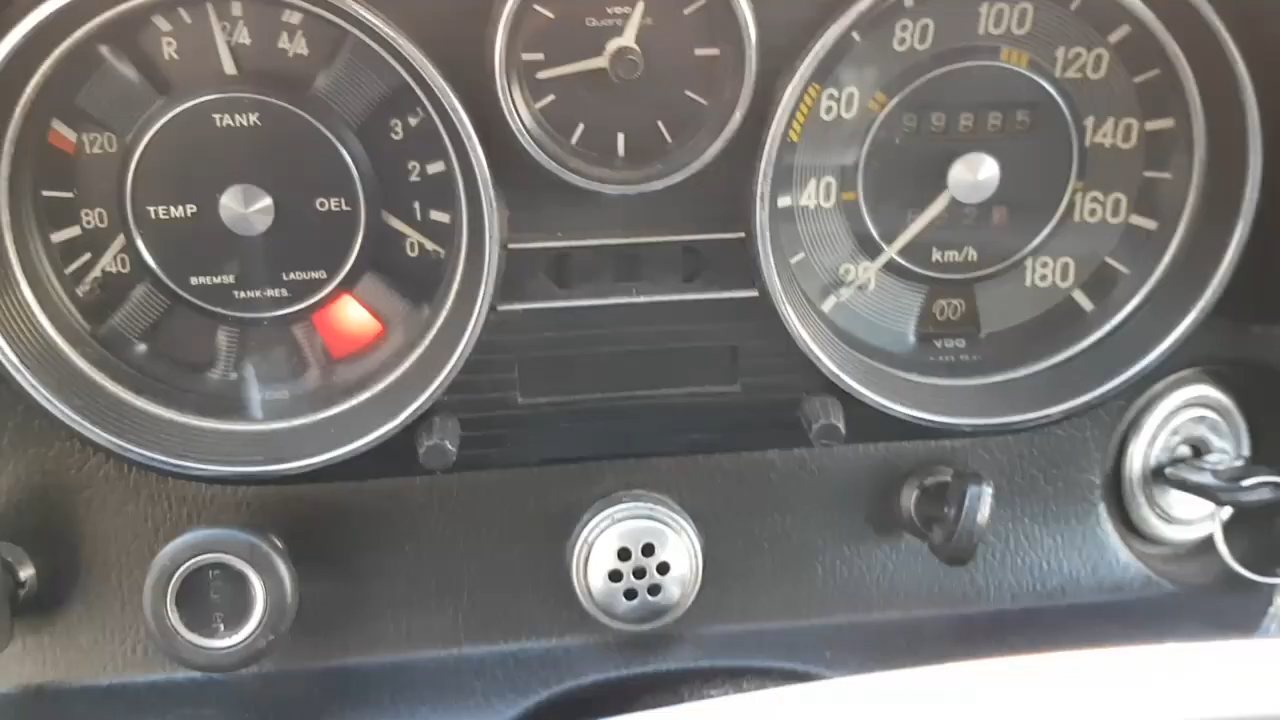 R 2/4 4/4
TANK
120
80
40
TEMP
OEL
3
2
1
0
BREMSE
LADUNG
TANK-RES.
VDO
20
40
60
80
100
120
140
160
180
99885
km/h
VDO